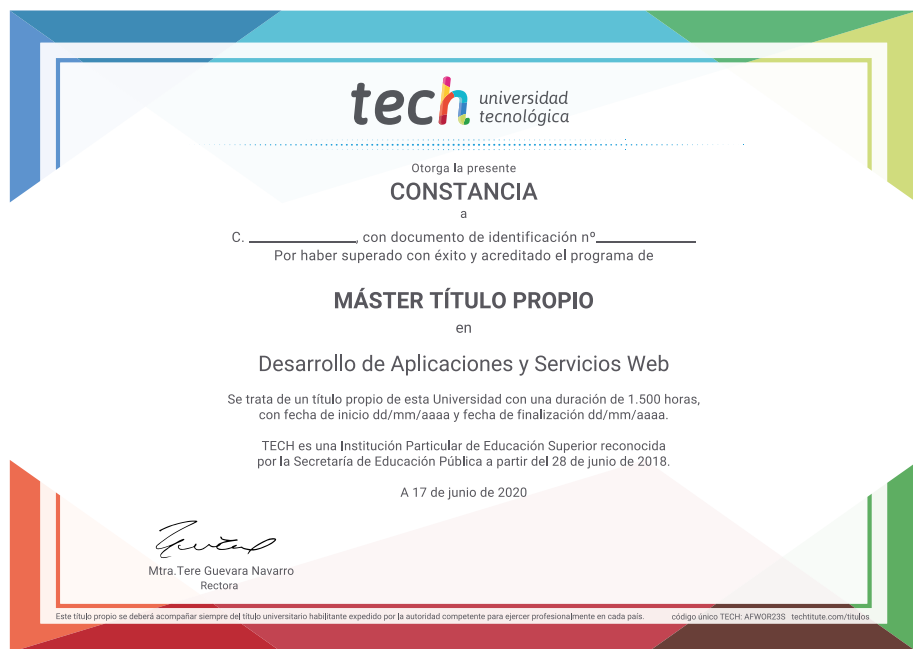 tech universidad
tecnológica
Otorga la presente
CONSTANCIA
a
C. ____________, con documento de identificación nº___________
Por haber superado con éxito y acreditado el programa de
MÁSTER TÍTULO PROPIO
en
Desarrollo de Aplicaciones y Servicios Web
Se trata de un título propio de esta Universidad con una duración de 1.500 horas,
con fecha de inicio dd/mm/aaaa y fecha de finalización dd/mm/aaaa.
TECH es una Institución Particular de Educación Superior reconocida
por la Secretaría de Educación Pública a partir del 28 de junio de 2018.
A 17 de junio de 2020
Mtra.Tere Guevara Navarro
Rectora
Este título propio se deberá acompañar siempre del título universitario habilitante expedido por la autoridad competente para ejercer profesionalmente en cada país. código único TECH: AFWOR23S techtitute.com/titulos